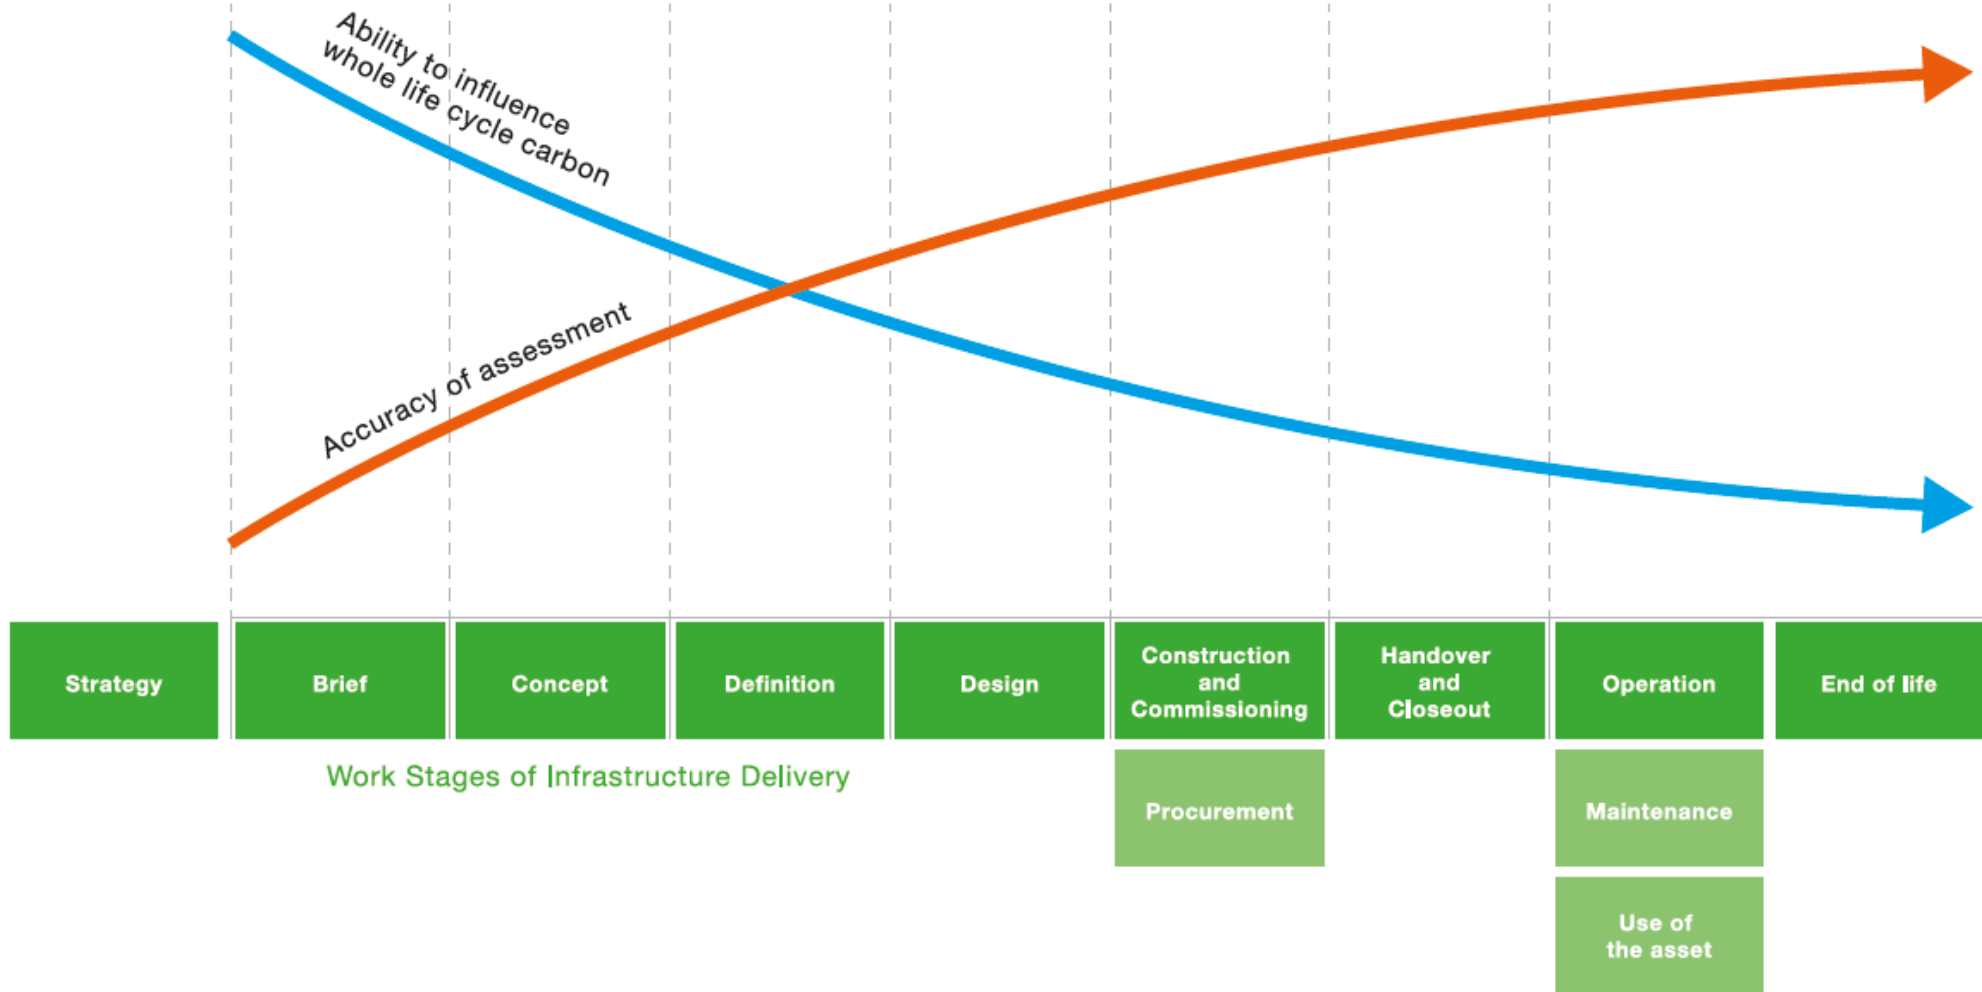 Ability to influence
whole life cycle carbon
Accuracy of assessment
Strategy
Brief
Concept
Definition
Design
Construction
and
Commissioning
Handover
and
Closeout
Operation
End of life
Work Stages of Infrastructure Delivery
Procurement
Maintenance
Use of
the asset